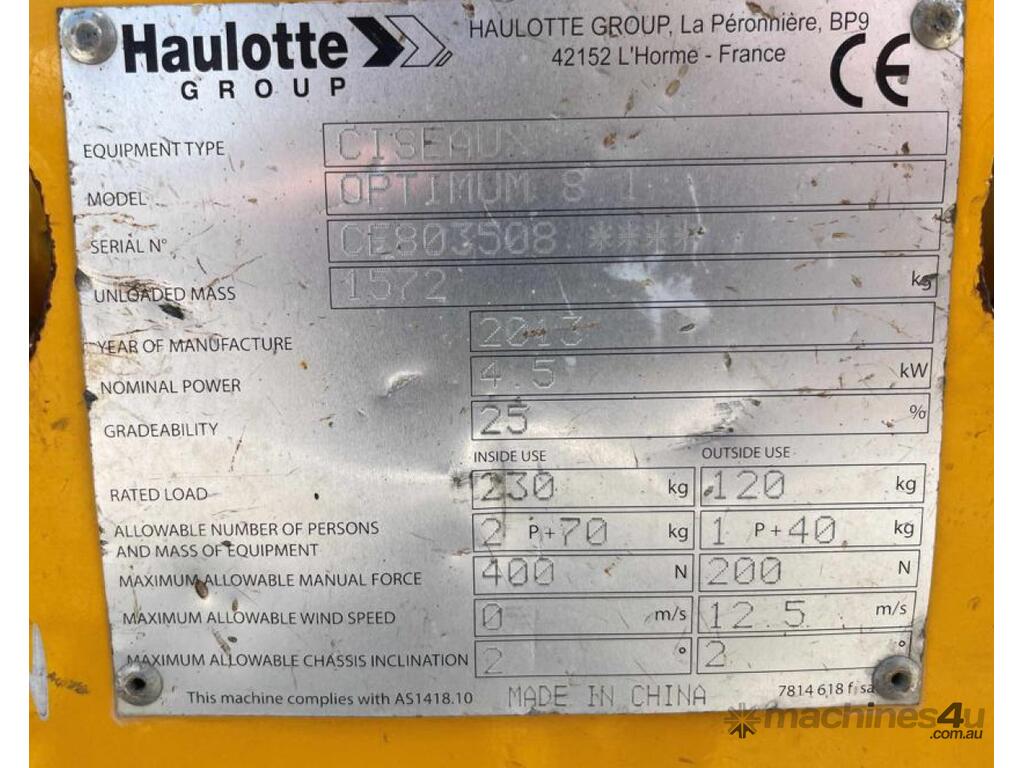 Haulotte
GROUP
HAULOTTE GROUP, La Péronnière, BP9
42152 L'Horme - France
CE
EQUIPMENT TYPE CISEAUX
MODEL OPTIMUM 8 1
SERIAL N° CE803508 ****
UNLOADED MASS 1572 kg
YEAR OF MANUFACTURE 2013
NOMINAL POWER 4.5 kW
GRADEABILITY 25 %
INSIDE USE OUTSIDE USE
RATED LOAD 230 kg 120 kg
ALLOWABLE NUMBER OF PERSONS
AND MASS OF EQUIPMENT 2 P+70 kg 1 P+40 kg
MAXIMUM ALLOWABLE MANUAL FORCE 400 N 200 N
MAXIMUM ALLOWABLE WIND SPEED 0 m/s 12.5 m/s
MAXIMUM ALLOWABLE CHASSIS INCLINATION 2 ° 2 °
This machine complies with AS1418.10 MADE IN CHINA 7814 618 f sa
machines4u
.com.au